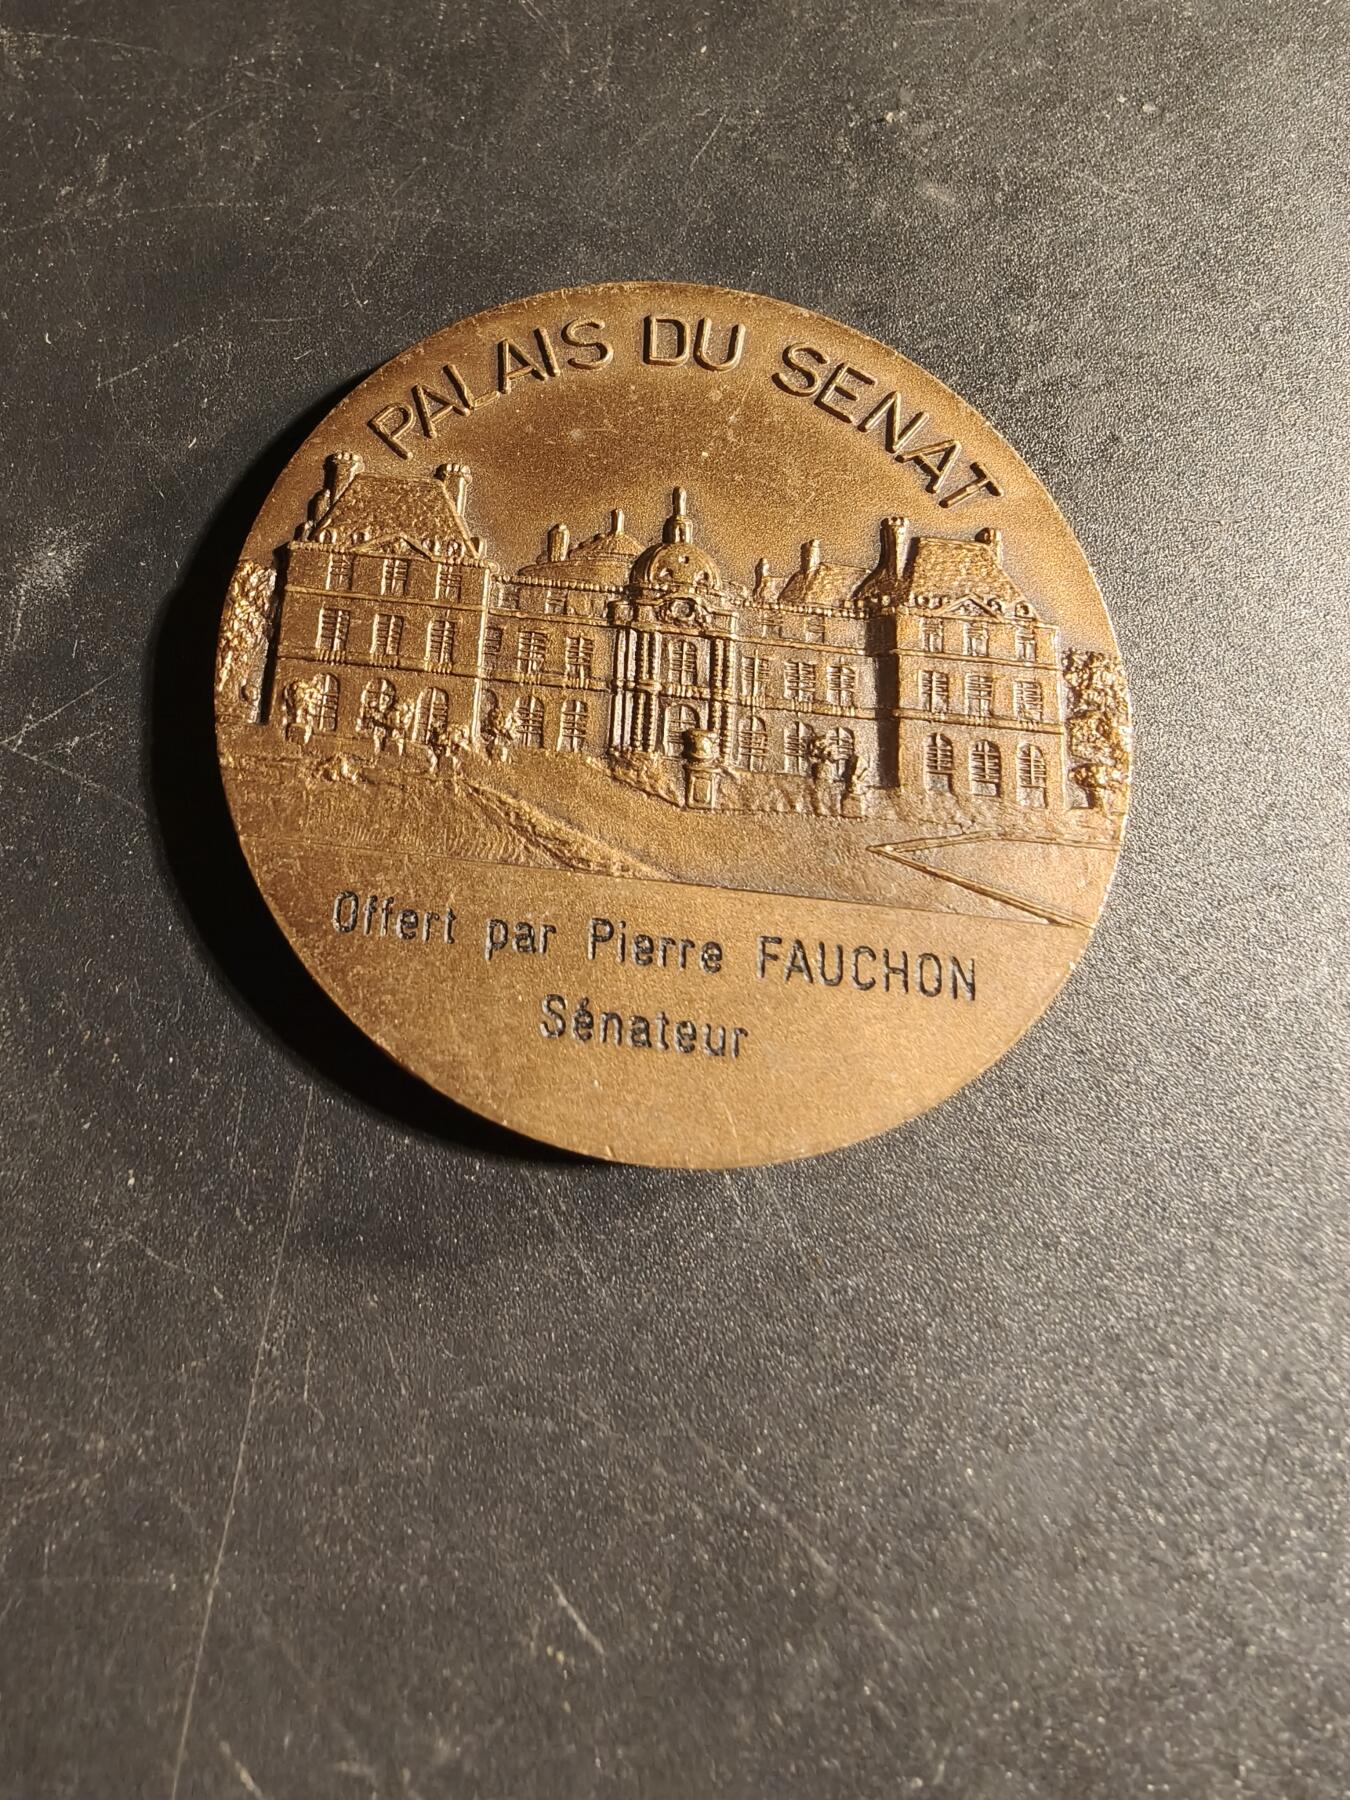 PALAIS DU SENAT
Offert par Pierre FAUCHON
Sénateur